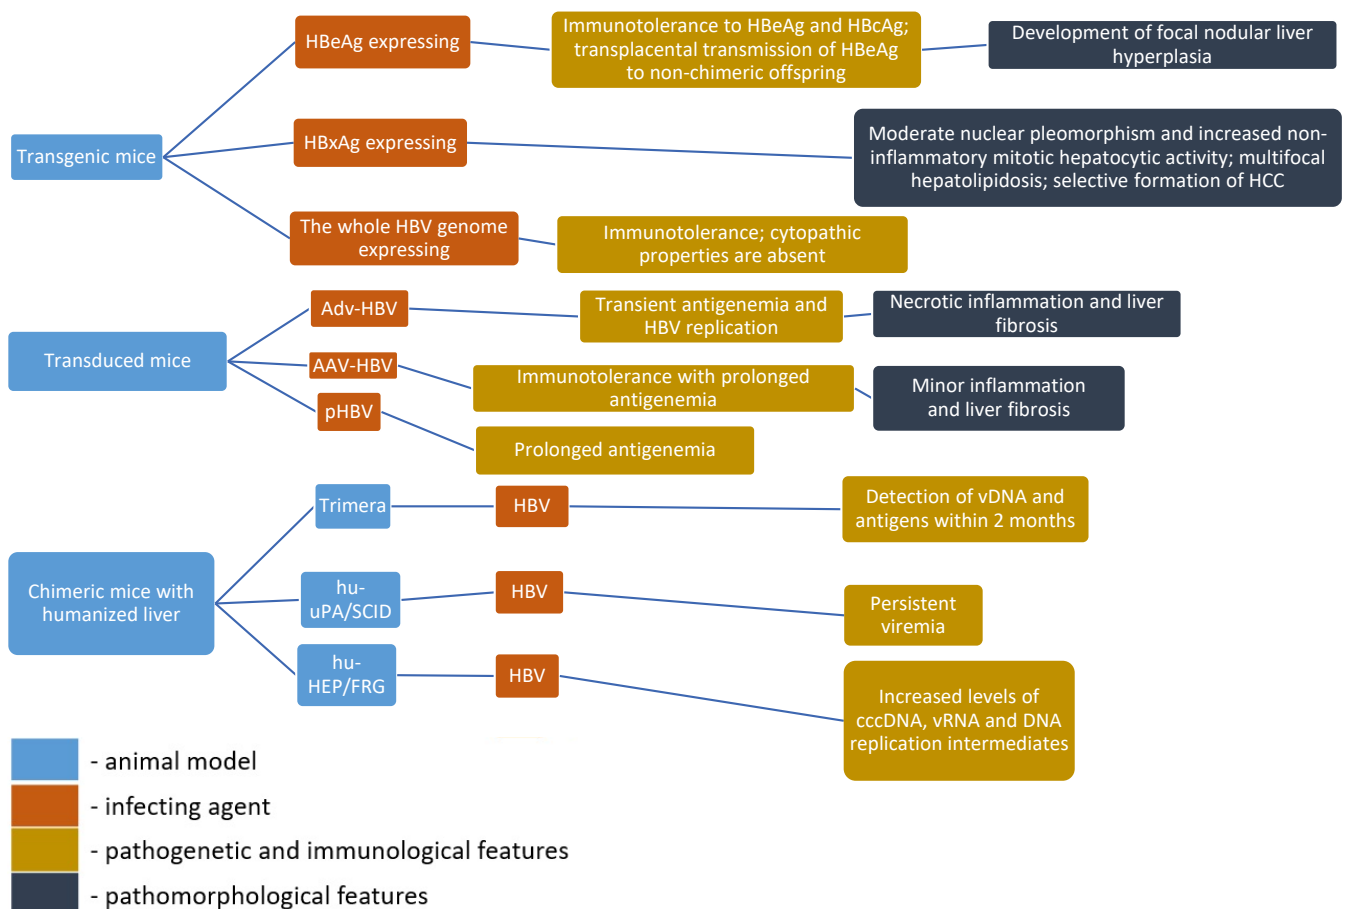 HBeAg expressing
Immunotolerance to HBeAg and HBcAg;
transplacental transmission of HBeAg
to non-chimeric offspring
Development of focal nodular liver
hyperplasia
Transgenic mice
HBxAg expressing
Moderate nuclear pleomorphism and increased non-
inflammatory mitotic hepatocytic activity; multifocal
hepatolipidosis; selective formation of HCC
The whole HBV genome
expressing
Immunotolerance; cytopathic
properties are absent
Adv-HBV
Transient antigenemia and
HBV replication
Necrotic inflammation and liver
fibrosis
Transduced mice
AAV-HBV
Immunotolerance with prolonged
antigenemia
Minor inflammation
and liver fibrosis
pHBV
Prolonged antigenemia
Trimera
HBV
Detection of vDNA and
antigens within 2 months
Chimeric mice with
humanized liver
hu-
uPA/SCID
HBV
Persistent
viremia
hu-
HEP/FRG
HBV
Increased levels of
cccDNA, vRNA and DNA
replication intermediates
- animal model
- infecting agent
- pathogenetic and immunological features
- pathomorphological features